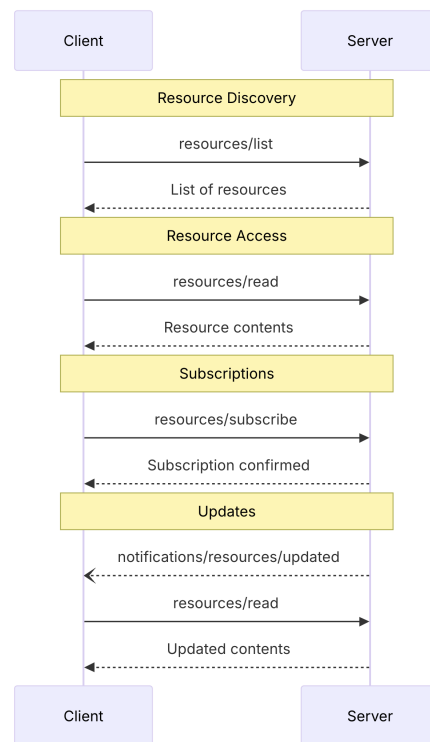 Client
Server
Resource Discovery
resources/list
List of resources
Resource Access
resources/read
Resource contents
Subscriptions
resources/subscribe
Subscription confirmed
Updates
notifications/resources/updated
resources/read
Updated contents
Client
Server